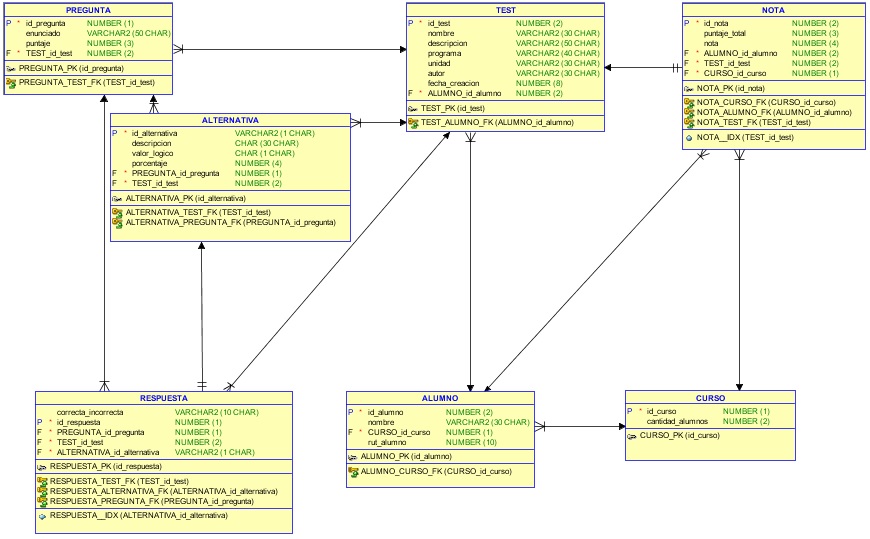 PREGUNTA
P * id_pregunta NUMBER (1)
enunciado VARCHAR2 (50 CHAR)
puntaje NUMBER (3)
F * TEST_id_test NUMBER (2)
PREGUNTA_PK (id_pregunta)
PREGUNTA_TEST_FK (TEST_id_test)
TEST
P * id_test NUMBER (2)
nombre VARCHAR2 (30 CHAR)
descripcion VARCHAR2 (50 CHAR)
programa VARCHAR2 (40 CHAR)
unidad VARCHAR2 (30 CHAR)
autor VARCHAR2 (30 CHAR)
fecha_creacion NUMBER (8)
F * ALUMNO_id_alumno NUMBER (2)
TEST_PK (id_test)
TEST_ALUMNO_FK (ALUMNO_id_alumno)
NOTA
P * id_nota NUMBER (2)
puntaje_total NUMBER (3)
nota NUMBER (4)
F * ALUMNO_id_alumno NUMBER (2)
F * TEST_id_test NUMBER (2)
F * CURSO_id_curso NUMBER (1)
NOTA_PK (id_nota)
NOTA_CURSO_FK (CURSO_id_curso)
NOTA_ALUMNO_FK (ALUMNO_id_alumno)
NOTA_TEST_FK (TEST_id_test)
NOTA__IDX (TEST_id_test)
ALTERNATIVA
P * id_alternativa VARCHAR2 (1 CHAR)
descripcion CHAR (30 CHAR)
valor_logico CHAR (1 CHAR)
porcentaje NUMBER (4)
F * PREGUNTA_id_pregunta NUMBER (1)
F * TEST_id_test NUMBER (2)
ALTERNATIVA_PK (id_alternativa)
ALTERNATIVA_TEST_FK (TEST_id_test)
ALTERNATIVA_PREGUNTA_FK (PREGUNTA_id_pregunta)
RESPUESTA
correcta_incorrecta VARCHAR2 (10 CHAR)
P * id_respuesta NUMBER (1)
F * PREGUNTA_id_pregunta NUMBER (1)
F * TEST_id_test NUMBER (2)
F * ALTERNATIVA_id_alternativa VARCHAR2 (1 CHAR)
RESPUESTA_PK (id_respuesta)
RESPUESTA_TEST_FK (TEST_id_test)
RESPUESTA_ALTERNATIVA_FK (ALTERNATIVA_id_alternativa)
RESPUESTA_PREGUNTA_FK (PREGUNTA_id_pregunta)
RESPUESTA__IDX (ALTERNATIVA_id_alternativa)
ALUMNO
P * id_alumno NUMBER (2)
nombre VARCHAR2 (30 CHAR)
F * CURSO_id_curso NUMBER (1)
rut_alumno NUMBER (10)
ALUMNO_PK (id_alumno)
ALUMNO_CURSO_FK (CURSO_id_curso)
CURSO
P * id_curso NUMBER (1)
cantidad_alumnos NUMBER (2)
CURSO_PK (id_curso)